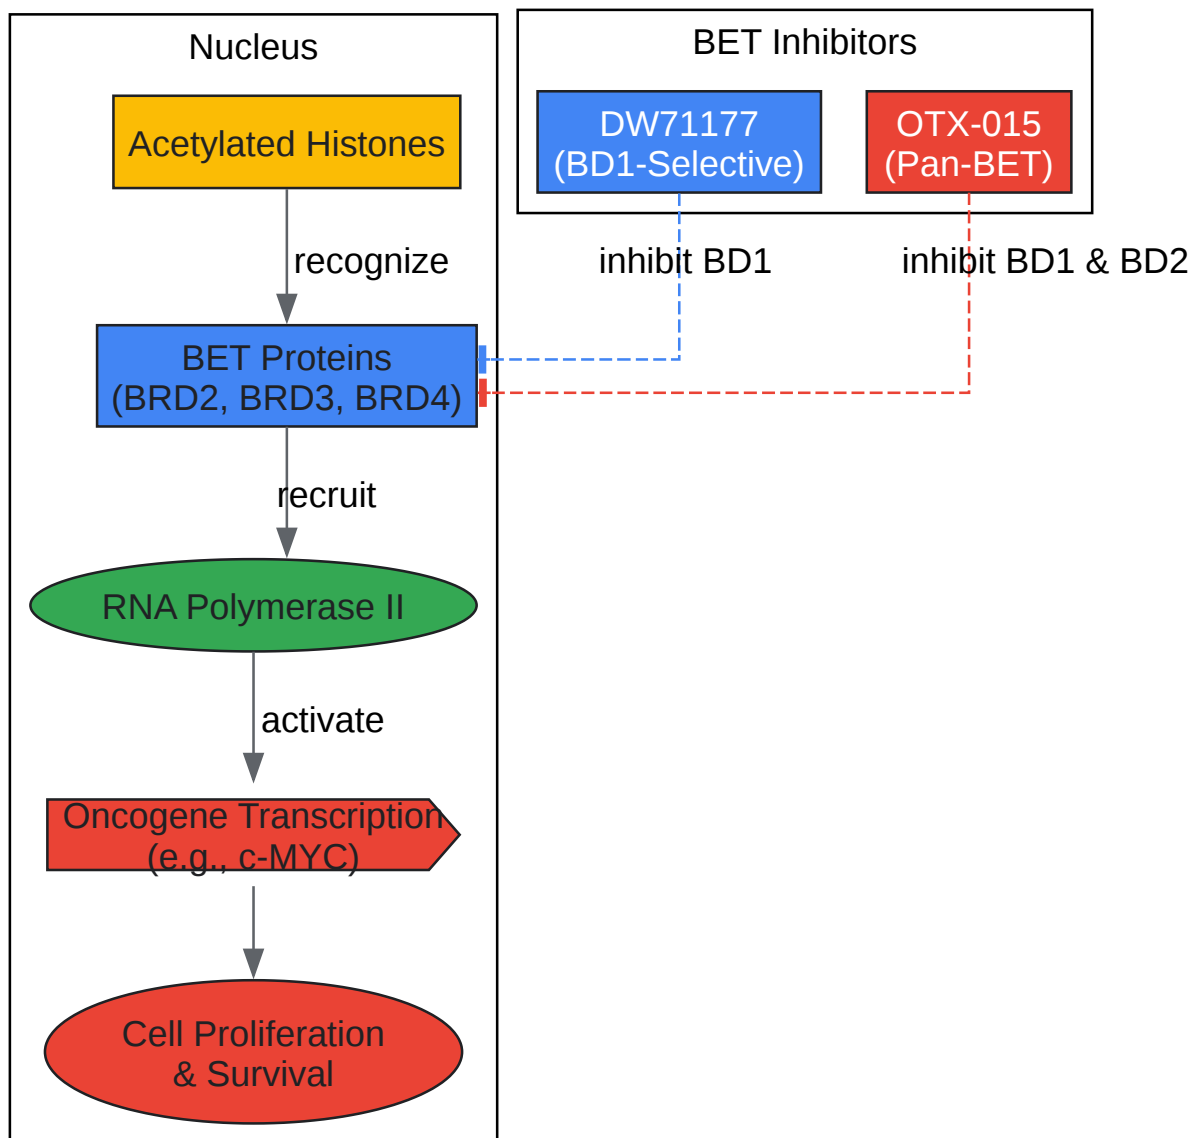 Nucleus
Acetylated Histones
recognize
BET Proteins
(BRD2, BRD3, BRD4)
recruit
RNA Polymerase II
activate
Oncogene Transcription
(e.g., c-MYC)
Cell Proliferation
& Survival
BET Inhibitors
DW71177
(BD1-Selective)
OTX-015
(Pan-BET)
inhibit BD1
inhibit BD1 & BD2